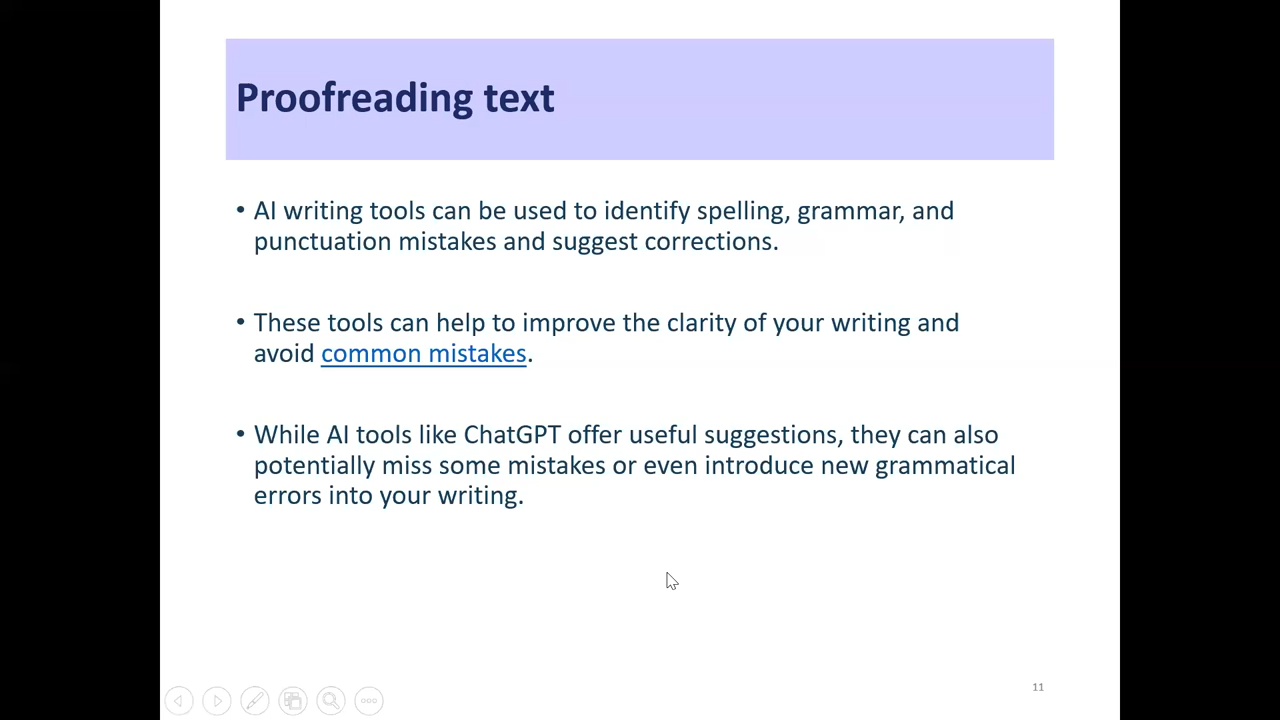 Proofreading text
• AI writing tools can be used to identify spelling, grammar, and
punctuation mistakes and suggest corrections.
• These tools can help to improve the clarity of your writing and
avoid common mistakes.
• While AI tools like ChatGPT offer useful suggestions, they can also
potentially miss some mistakes or even introduce new grammatical
errors into your writing.
11